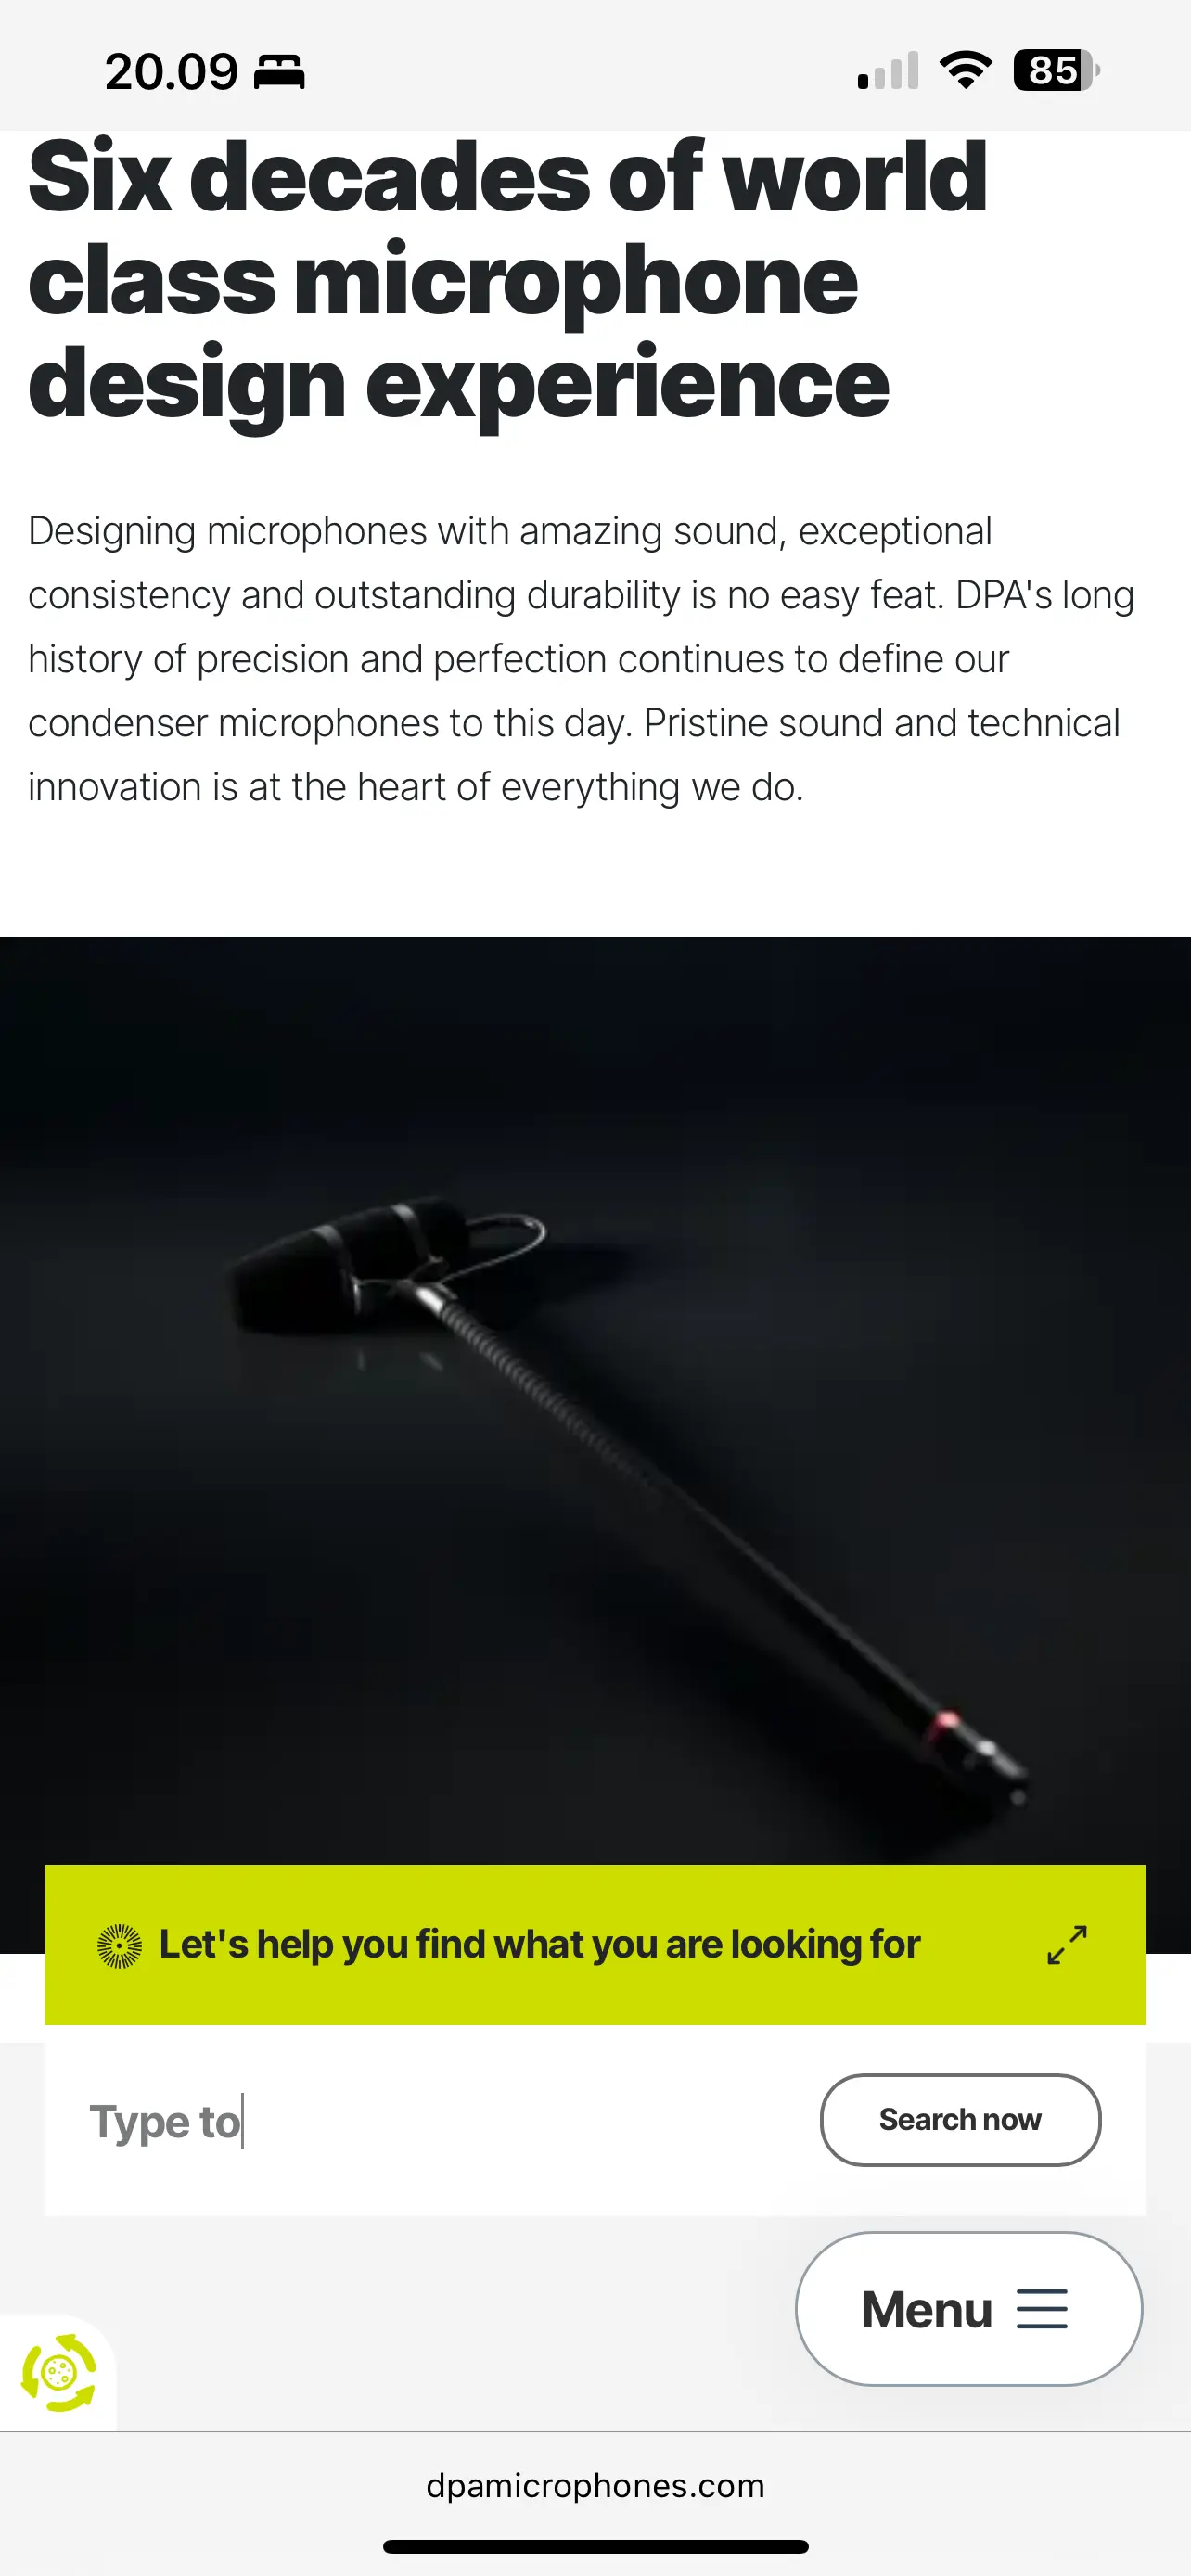 20.09
85
Six decades of world
class microphone
design experience
Designing microphones with amazing sound, exceptional
consistency and outstanding durability is no easy feat. DPA's long
history of precision and perfection continues to define our
condenser microphones to this day. Pristine sound and technical
innovation is at the heart of everything we do.
Let's help you find what you are looking for
Type to
Search now
Menu
dpamicrophones.com